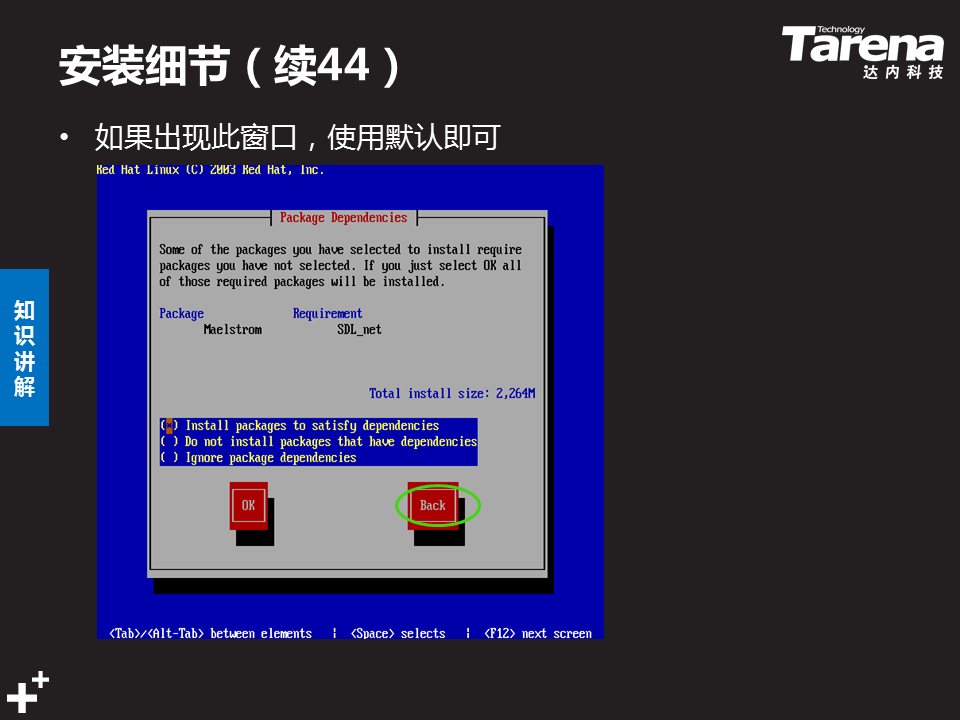 安装细节（续44）
Technology
Tarena
达内科技
• 如果出现此窗口，使用默认即可
知识讲解
Red Hat Linux (C) 2003 Red Hat, Inc.
Package Dependencies
Some of the packages you have selected to install require
packages you have not selected. If you just select OK all
of those required packages will be installed.
Package Requirement
Maelstrom SDL_net
Total install size: 2,264M
(*) Install packages to satisfy dependencies
( ) Do not install packages that have dependencies
( ) Ignore package dependencies
OK Back
<Tab>/<Alt-Tab> between elements | <Space> selects | <F12> next screen